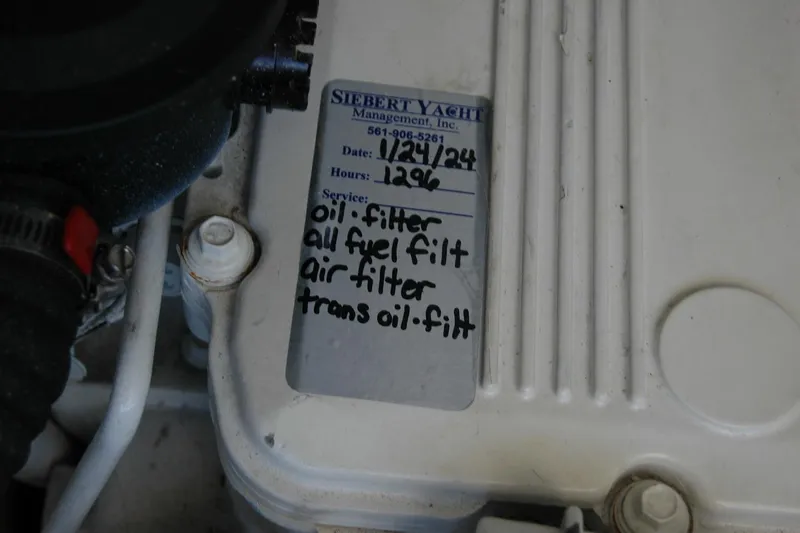 SIEBERT YACHT
Management, Inc.
561-906-5261
Date: 1/24/24
Hours: 1296
Service:
oil·filter
all fuel filt
air filter
trans oil·filt